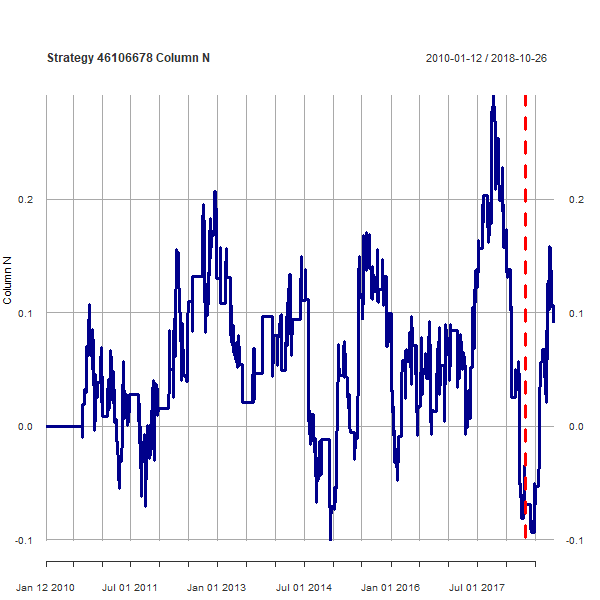 Strategy 46106678 Column N
2010-01-12 / 2018-10-26
Column N
0.2
0.1
0.0
-0.1
0.2
0.1
0.0
-0.1
Jan 12 2010
Jul 01 2011
Jan 01 2013
Jul 01 2014
Jan 01 2016
Jul 01 2017